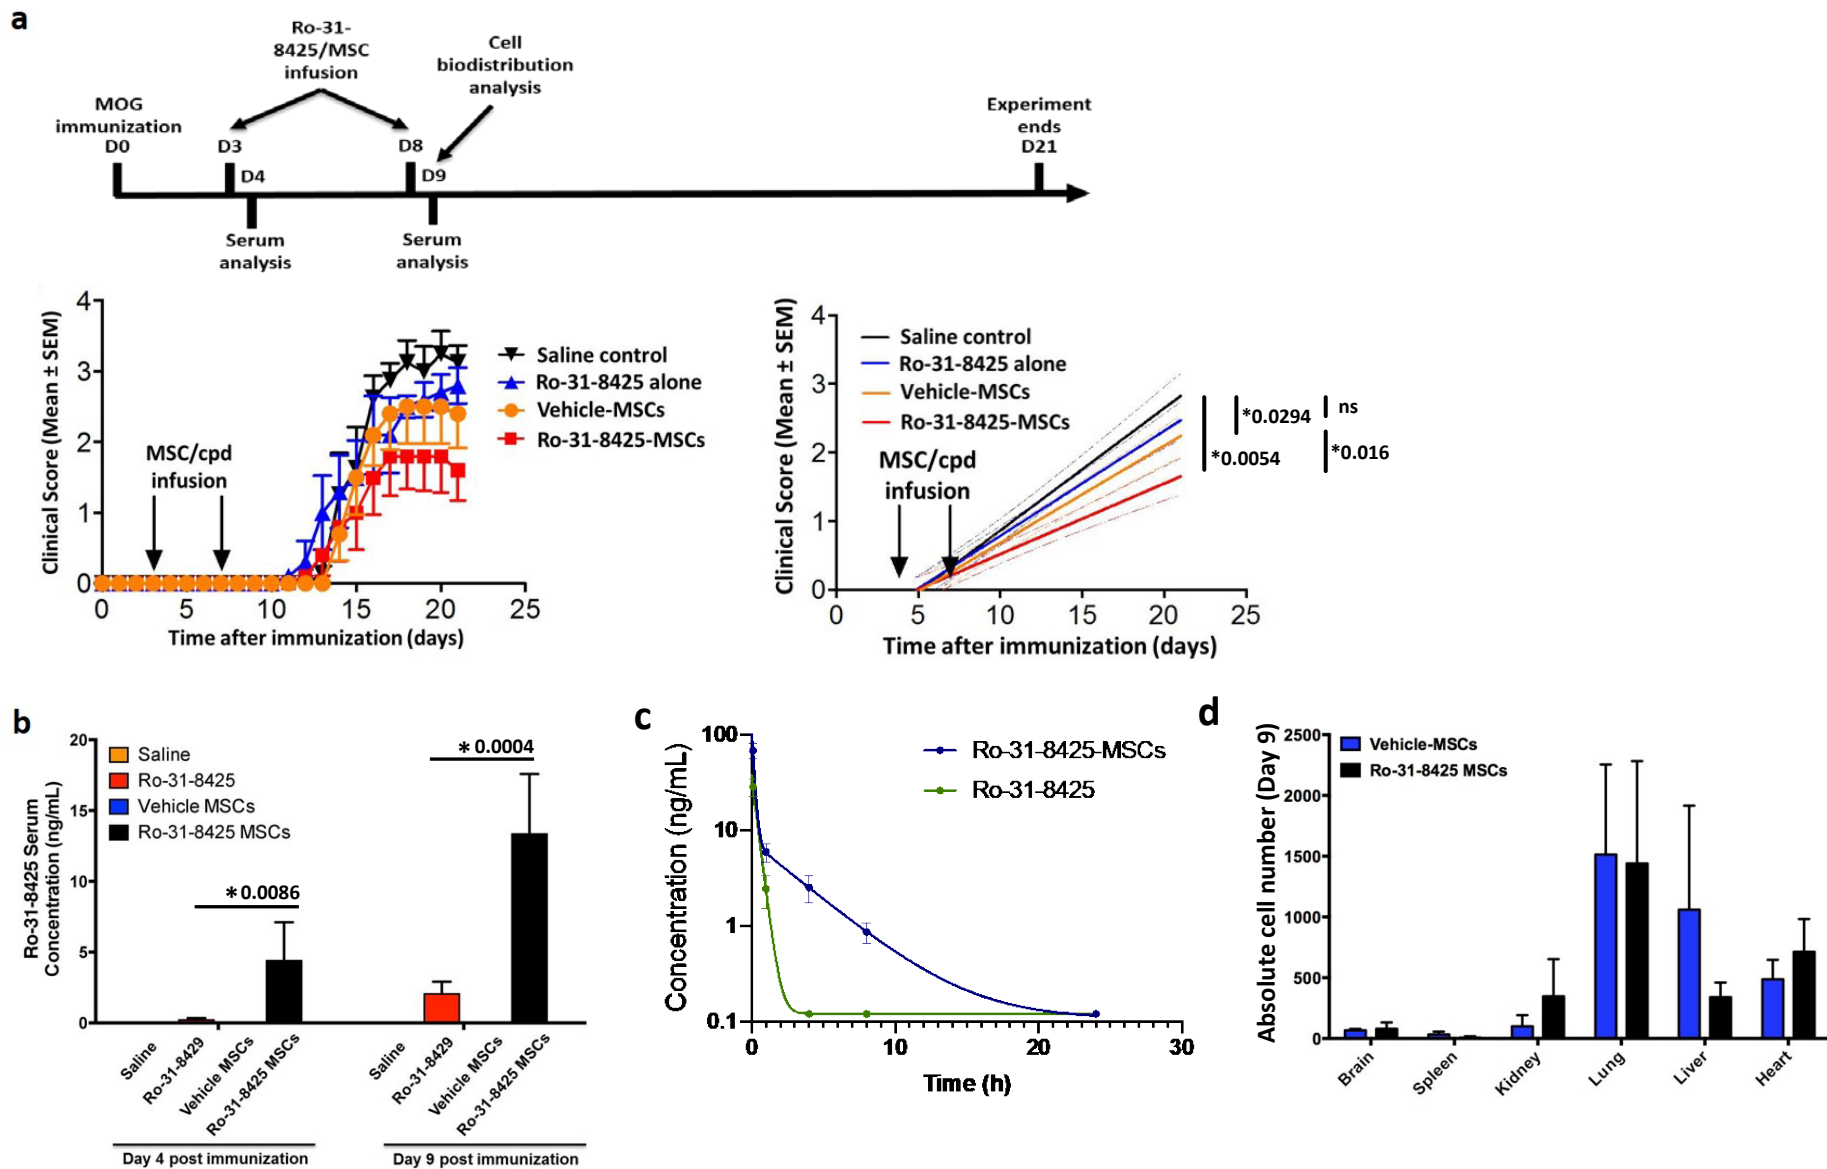 a
Ro-31-
8425/MSC
infusion
Cell
biodistribution
analysis
MOG
immunization
D0
D3
D8
Experiment
ends
D21
D4
D9
Serum
analysis
Serum
analysis
Clinical Score (Mean ± SEM)
4
3
2
1
0
0
5
10
15
20
25
Time after immunization (days)
MSC/cpd
infusion
Saline control
Ro-31-8425 alone
Vehicle-MSCs
Ro-31-8425-MSCs
Clinical Score (Mean ± SEM)
4
3
2
1
0
0
5
10
15
20
25
Time after immunization (days)
Saline control
Ro-31-8425 alone
Vehicle-MSCs
Ro-31-8425-MSCs
MSC/cpd
infusion
*0.0294
ns
*0.0054
*0.016
b
Ro-31-8425 Serum
Concentration (ng/mL)
20
15
10
5
0
Saline
Ro-31-8425
Vehicle MSCs
Ro-31-8425 MSCs
*0.0086
*0.0004
Saline
Ro-31-8429
Vehicle MSCs
Ro-31-8425 MSCs
Saline
Ro-31-8429
Vehicle MSCs
Ro-31-8425 MSCs
Day 4 post immunization
Day 9 post immunization
c
Concentration (ng/mL)
100
10
1
0.1
0
10
20
30
Time (h)
Ro-31-8425-MSCs
Ro-31-8425
d
Absolute cell number (Day 9)
2500
2000
1500
1000
500
0
Vehicle-MSCs
Ro-31-8425 MSCs
Brain
Spleen
Kidney
Lung
Liver
Heart